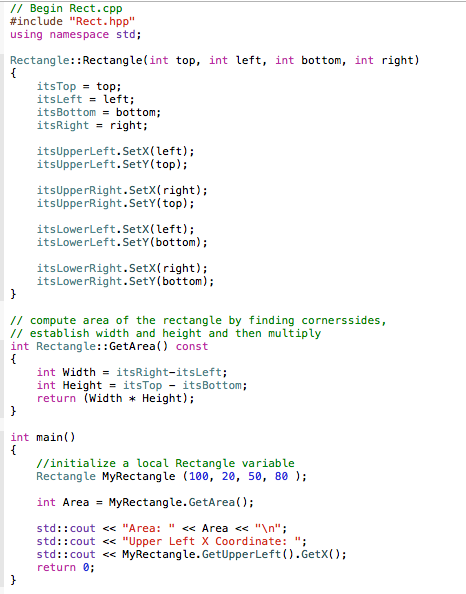 // Begin Rect.cpp
#include "Rect.hpp"
using namespace std;

Rectangle::Rectangle(int top, int left, int bottom, int right)
{
    itsTop = top;
    itsLeft = left;
    itsBottom = bottom;
    itsRight = right;

    itsUpperLeft.SetX(left);
    itsUpperLeft.SetY(top);

    itsUpperRight.SetX(right);
    itsUpperRight.SetY(top);

    itsLowerLeft.SetX(left);
    itsLowerLeft.SetY(bottom);

    itsLowerRight.SetX(right);
    itsLowerRight.SetY(bottom);
}

// compute area of the rectangle by finding cornerssides,
// establish width and height and then multiply
int Rectangle::GetArea() const
{
    int Width = itsRight-itsLeft;
    int Height = itsTop - itsBottom;
    return (Width * Height);
}

int main()
{
    //initialize a local Rectangle variable
    Rectangle MyRectangle (100, 20, 50, 80 );

    int Area = MyRectangle.GetArea();

    std::cout << "Area: " << Area << "\n";
    std::cout << "Upper Left X Coordinate: ";
    std::cout << MyRectangle.GetUpperLeft().GetX();
    return 0;
}